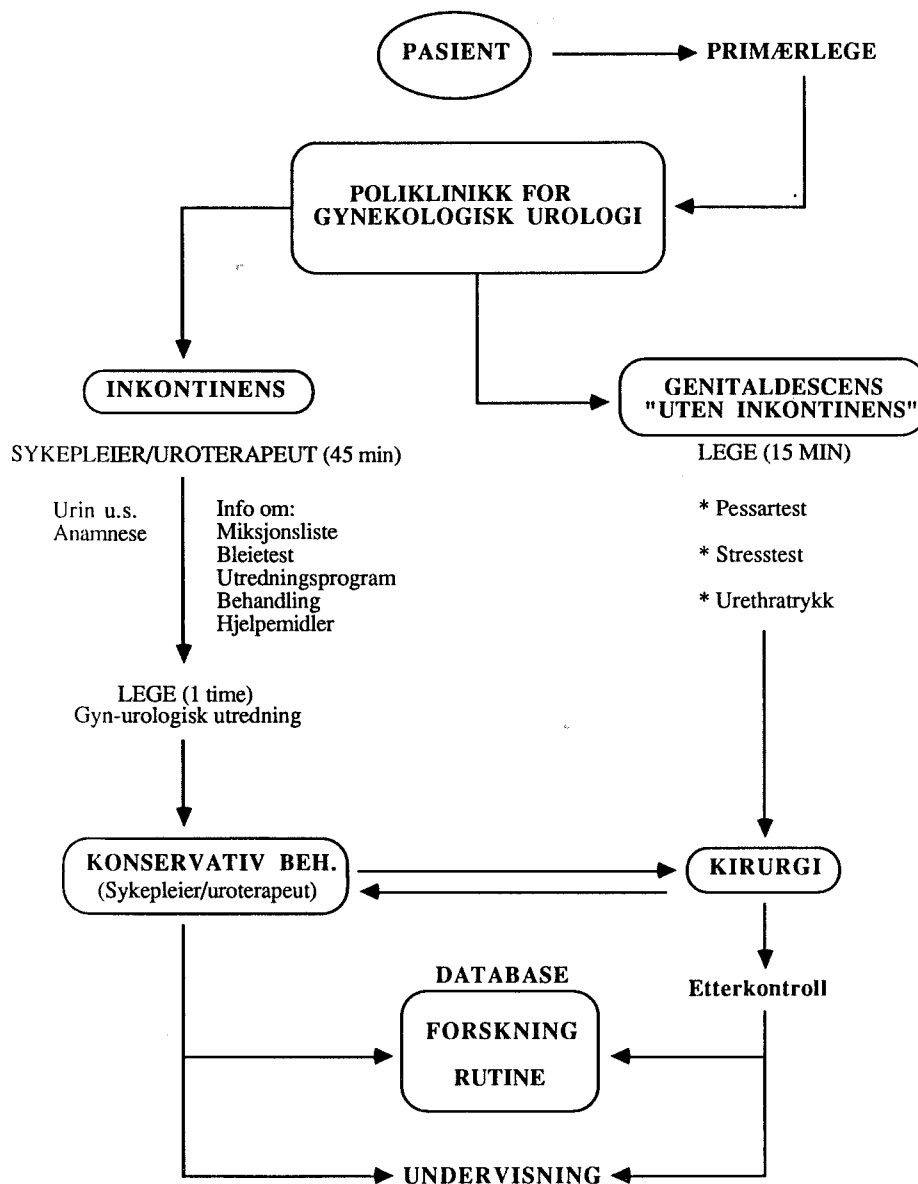 PASIENT
PRIMÆRLEGE
POLIKLINIKK FOR
GYNEKOLOGISK UROLOGI
INKONTINENS
SYKEPLEIER/UROTERAPEUT (45 min)
Urin u.s.
Anamnese
Info om:
Miksjonsliste
Bleietest
Utredningsprogram
Behandling
Hjelpemidler
LEGE (1 time)
Gyn-urologisk utredning
GENITALDESCENS
"UTEN INKONTINENS"
LEGE (15 MIN)
* Pessartest
* Stresstest
* Urethratrykk
KONSERVATIV BEH.
(Sykepleier/uroterapeut)
KIRURGI
Etterkontroll
DATABASE
FORSKNING
RUTINE
UNDERVISNING